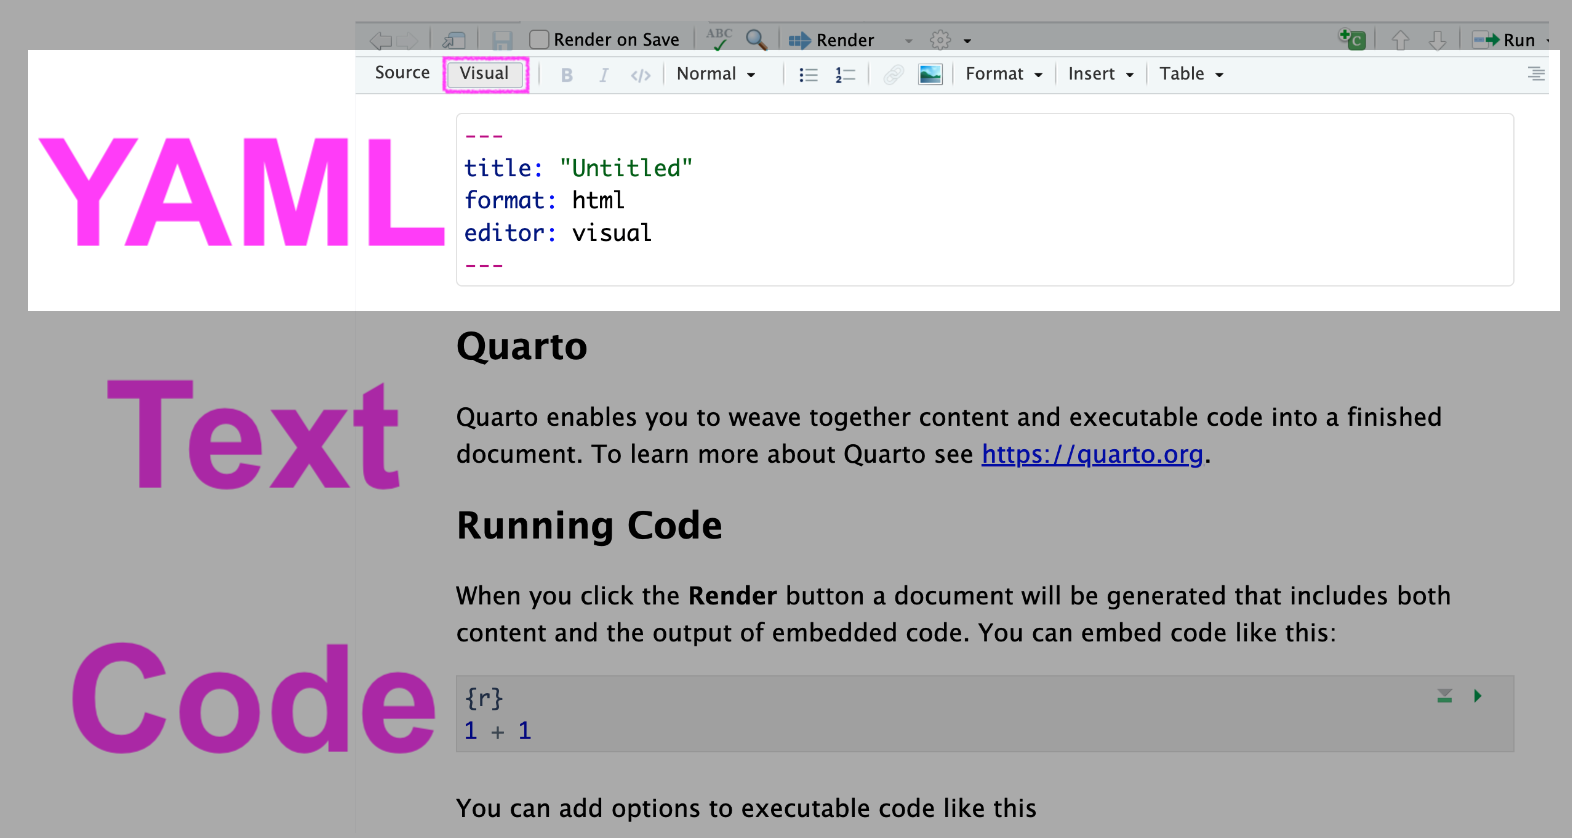 ABC
Render on Save
Render
Run
Source
Visual
B I </>
Normal
Format
Insert
Table
YAML
---
title: "Untitled"
format: html
editor: visual
---
Text
Quarto
Quarto enables you to weave together content and executable code into a finished
document. To learn more about Quarto see https://quarto.org.
Running Code
When you click the Render button a document will be generated that includes both
content and the output of embedded code. You can embed code like this:
Code
{r}
1 + 1
You can add options to executable code like this